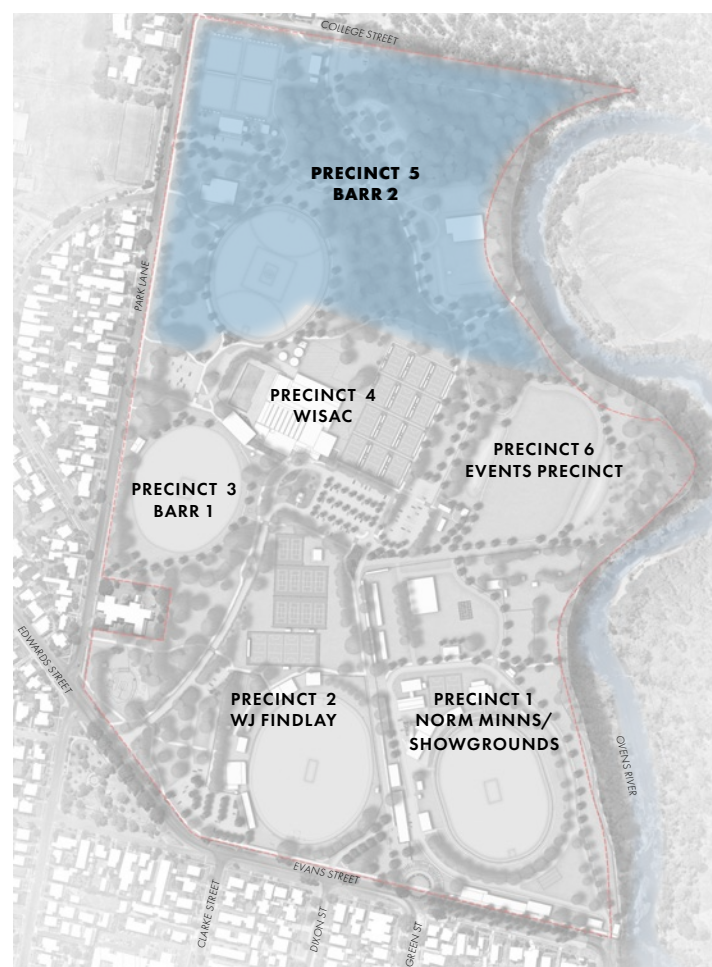 COLLEGE STREET
PRECINCT 5
BARR 2
PARK LANE
PRECINCT 4
WISAC
PRECINCT 6
EVENTS PRECINCT
PRECINCT 3
BARR 1
EDWARDS STREET
PRECINCT 2
WJ FINDLAY
PRECINCT 1
NORM MINNS/
SHOWGROUNDS
OVENS RIVER
EVANS STREET
CLARKE STREET
DIXON ST
GREEN ST